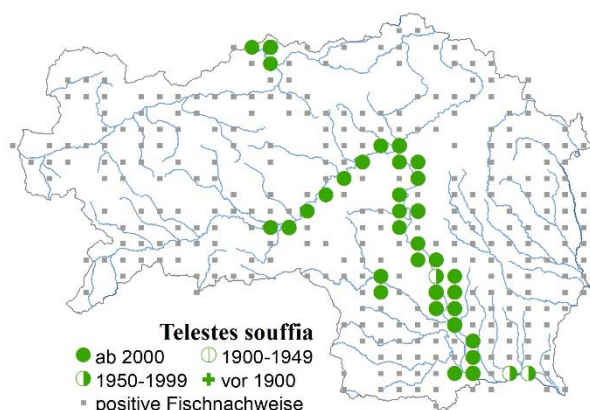 Telestes souffia
ab 2000 1900-1949
1950-1999 vor 1900
positive Fischnachweise